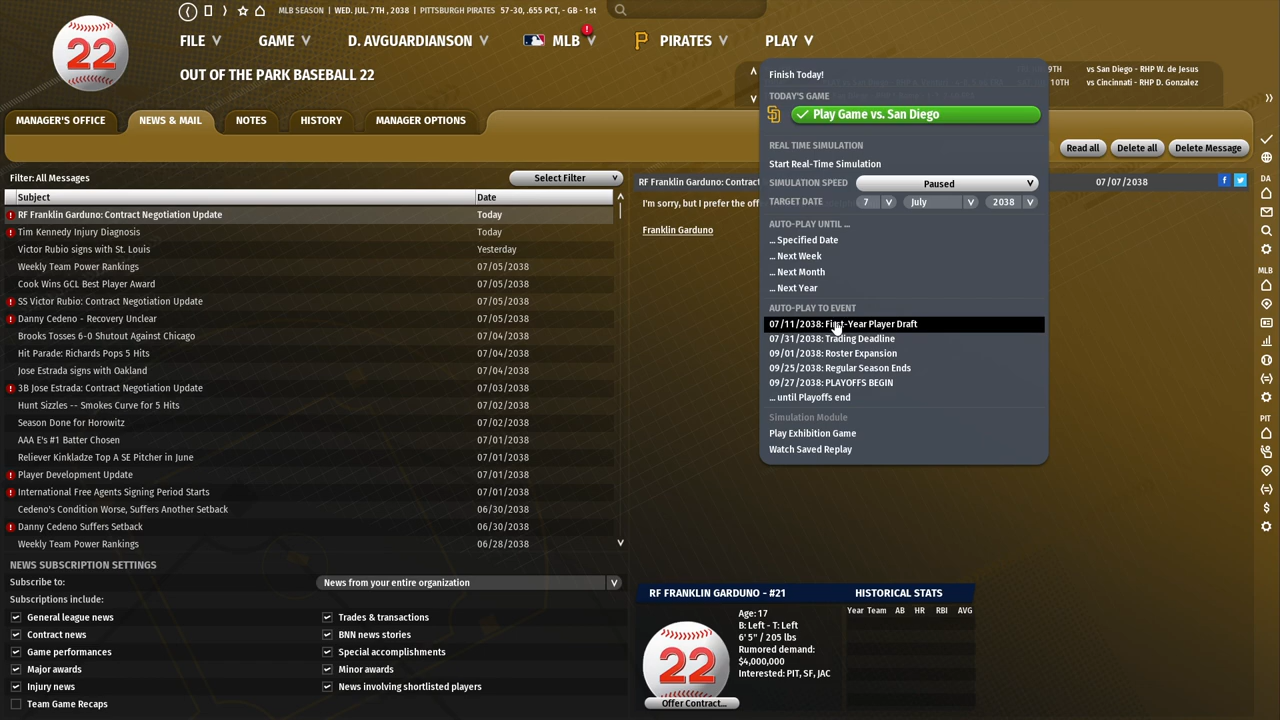 MLB SEASON | WED. JUL. 7TH , 2038 | PITTSBURGH PIRATES 57-30, .655 PCT, - GB - 1st
22
FILE
GAME
D. AVGUARDIANSON
MLB
P
PIRATES
PLAY
OUT OF THE PARK BASEBALL 22
vs San Diego - RHP W. de Jesus
vs Cincinnati - RHP D. Gonzalez
MANAGER'S OFFICE
NEWS & MAIL
NOTES
HISTORY
MANAGER OPTIONS
Read all
Delete all
Delete Message
Finish Today!
TODAY'S GAME
Play Game vs. San Diego
REAL TIME SIMULATION
Start Real-Time Simulation
SIMULATION SPEED Paused
TARGET DATE 7 July 2038
AUTO-PLAY UNTIL ...
... Specified Date
... Next Week
... Next Month
... Next Year
AUTO-PLAY TO EVENT
07/11/2038: First-Year Player Draft
07/31/2038: Trading Deadline
09/01/2038: Roster Expansion
09/25/2038: Regular Season Ends
09/27/2038: PLAYOFFS BEGIN
... until Playoffs end
Simulation Module
Play Exhibition Game
Watch Saved Replay
Filter: All Messages
Select Filter
Subject Date
RF Franklin Garduno: Contract Negotiation Update Today
Tim Kennedy Injury Diagnosis Today
Victor Rubio signs with St. Louis Yesterday
Weekly Team Power Rankings 07/05/2038
Cook Wins GCL Best Player Award 07/05/2038
SS Victor Rubio: Contract Negotiation Update 07/05/2038
Danny Cedeno - Recovery Unclear 07/05/2038
Brooks Tosses 6-0 Shutout Against Chicago 07/04/2038
Hit Parade: Richards Pops 5 Hits 07/04/2038
Jose Estrada signs with Oakland 07/04/2038
3B Jose Estrada: Contract Negotiation Update 07/03/2038
Hunt Sizzles -- Smokes Curve for 5 Hits 07/02/2038
Season Done for Horowitz 07/02/2038
AAA E's #1 Batter Chosen 07/01/2038
Reliever Kinkladze Top A SE Pitcher in June 07/01/2038
Player Development Update 07/01/2038
International Free Agents Signing Period Starts 07/01/2038
Cedeno's Condition Worse, Suffers Another Setback 06/30/2038
Danny Cedeno Suffers Setback 06/30/2038
Weekly Team Power Rankings 06/28/2038
RF Franklin Garduno: Contract
07/07/2038
I'm sorry, but I prefer the off
Franklin Garduno
NEWS SUBSCRIPTION SETTINGS
Subscribe to: News from your entire organization
Subscriptions include:
General league news
Trades & transactions
Contract news
BNN news stories
Game performances
Special accomplishments
Major awards
Minor awards
Injury news
News involving shortlisted players
Team Game Recaps
RF FRANKLIN GARDUNO - #21
22
Age: 17
B: Left - T: Left
6' 5" / 205 lbs
Rumored demand:
$4,000,000
Interested: PIT, SF, JAC
Offer Contract...
HISTORICAL STATS
Year Team AB HR RBI AVG
DA
MLB
PIT